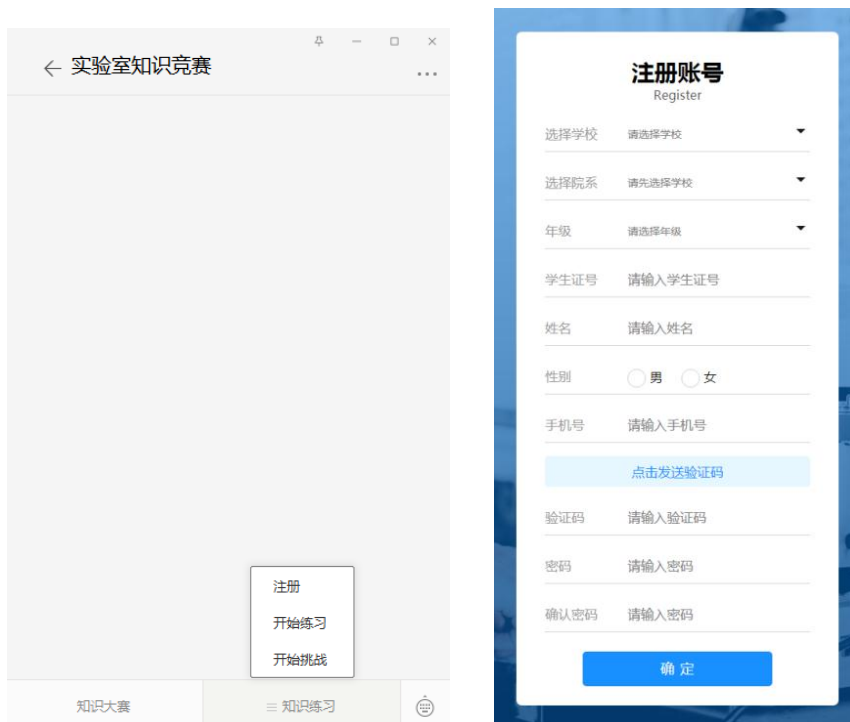 实验室知识竞赛
注册
开始练习
开始挑战
知识大赛
知识练习
注册账号
Register
选择学校 请选择学校
选择院系 请先选择学校
年级 请选择年级
学生证号 请输入学生证号
姓名 请输入姓名
性别 男 女
手机号 请输入手机号
点击发送验证码
验证码 请输入验证码
密码 请输入密码
确认密码 请输入密码
确定